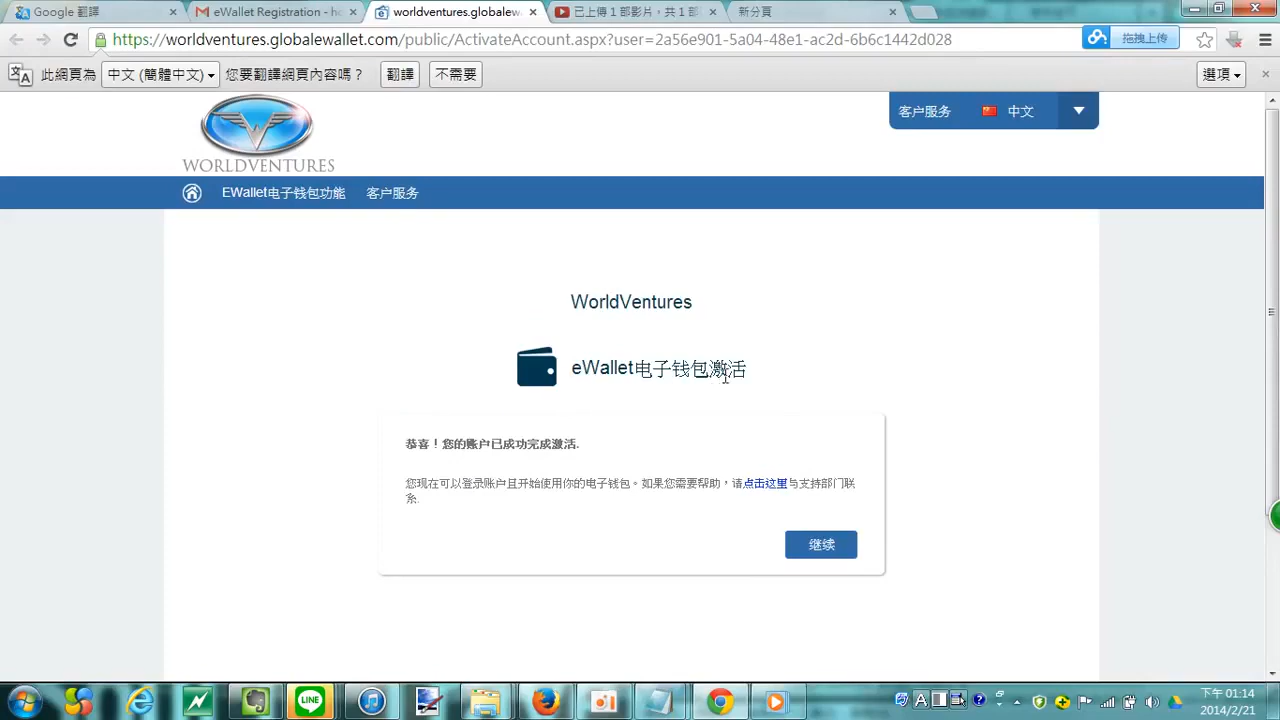 Google 翻譯
eWallet Registration - ho
worldventures.globalewa
已上傳 1 部影片，共 1 部
新分頁
https://worldventures.globalewallet.com/public/ActivateAccount.aspx?user=2a56e901-5a04-48e1-ac2d-6b6c1442d028
拖拽上传
此網頁為 中文 (簡體中文) 您要翻譯網頁內容嗎？ 翻譯 不需要 選項
WORLDVENTURES
客户服务 中文
EWallet电子钱包功能 客户服务
WorldVentures
eWallet电子钱包激活
恭喜！您的账户已成功完成激活.
您现在可以登录账户且开始使用你的电子钱包。如果您需要帮助，请点击这里与支持部门联
系.
继续
LINE
下午 01:14
2014/2/21